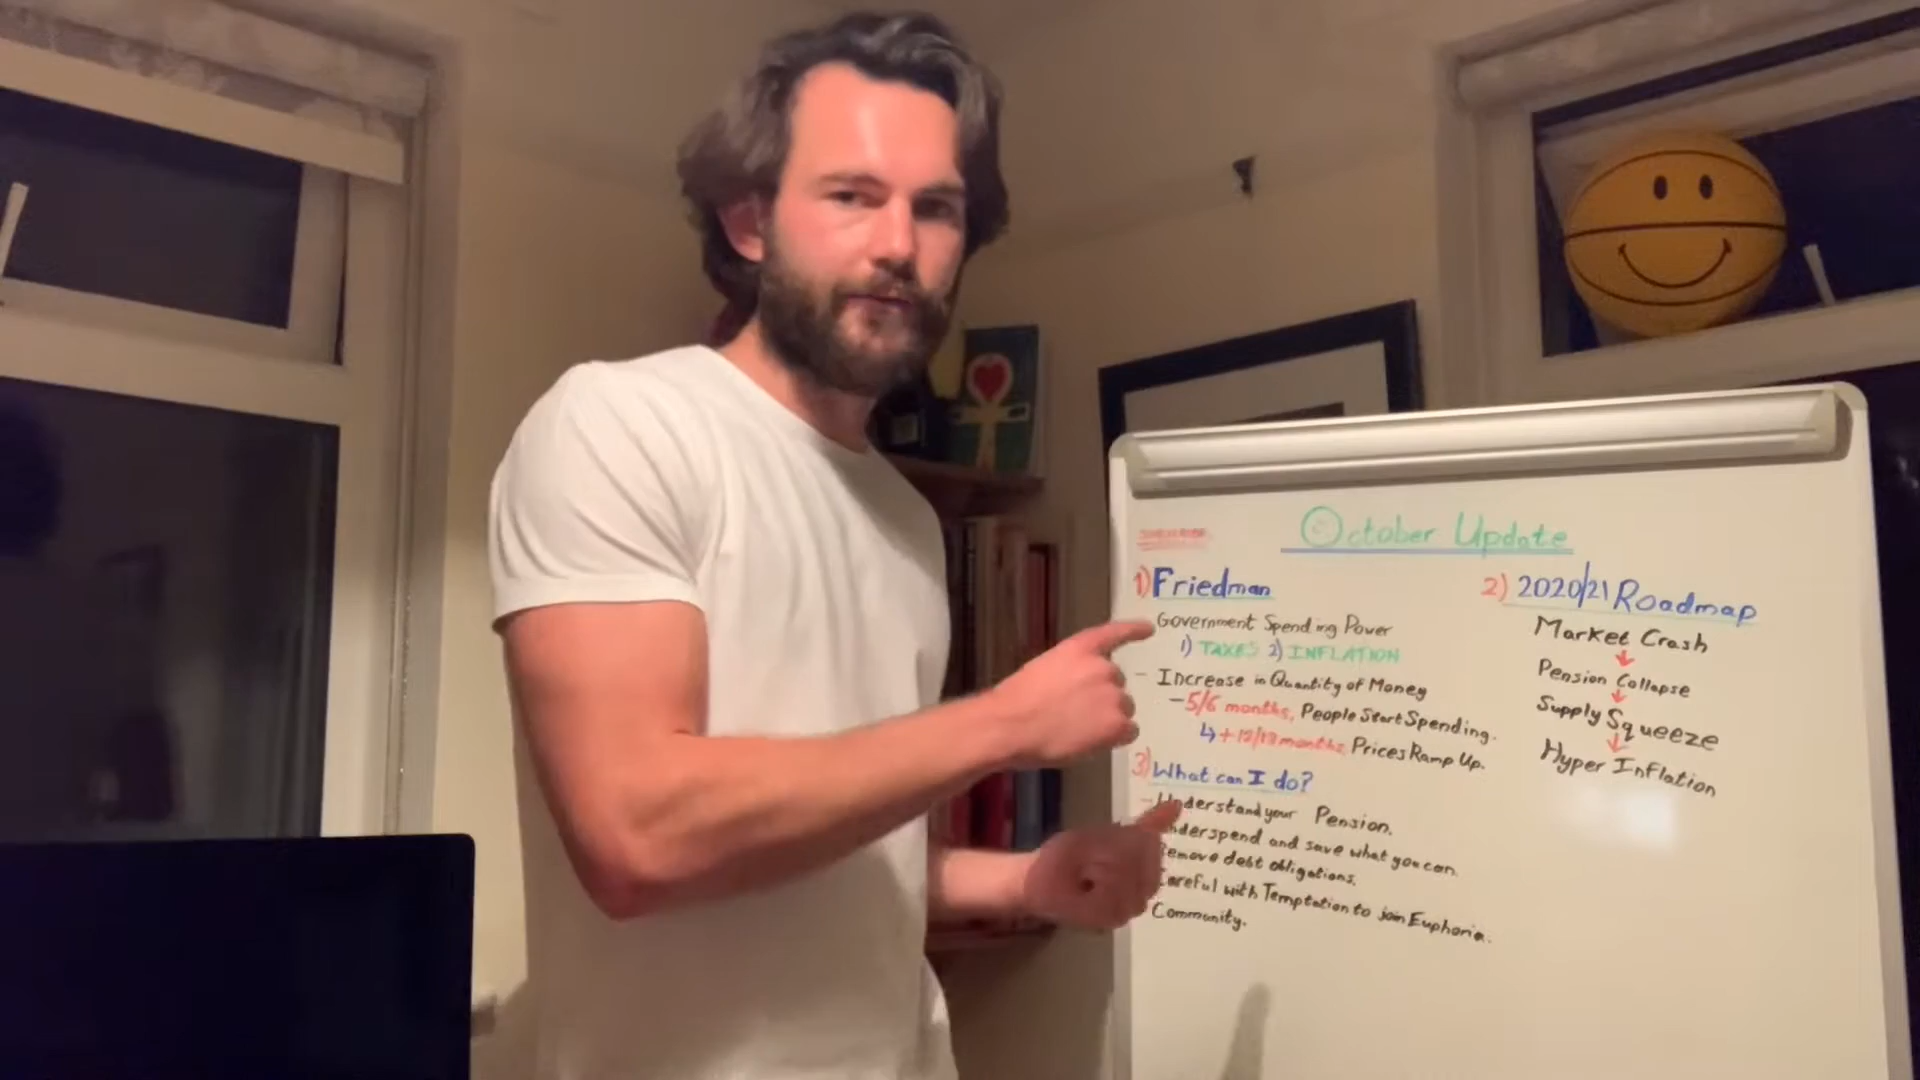 October Update
1) Friedman
Government Spending Power
1) TAXES 2) INFLATION
- Increase in Quantity of Money
- 5/6 months, People Start Spending.
↳ + 12/18 months, Prices Ramp Up.
2) 2020/21 Roadmap
Market Crash
↓
Pension Collapse
↓
Supply Squeeze
↓
Hyper Inflation
3) What can I do?
- Understand your Pension.
Underspend and save what you can.
Remove debt obligations.
Careful with Temptation to join Euphoria.
Community.